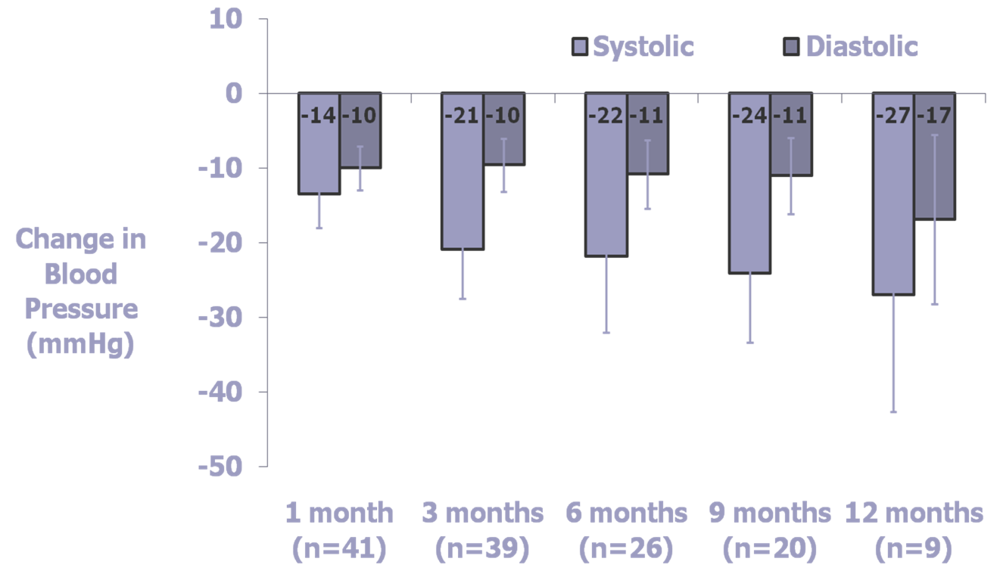 10
Systolic Diastolic
0
-14 -10 -21 -10 -22 -11 -24 -11 -27 -17
-10
-20
Change in
Blood
Pressure
(mmHg)
-30
-40
-50
1 month 3 months 6 months 9 months 12 months
(n=41) (n=39) (n=26) (n=20) (n=9)